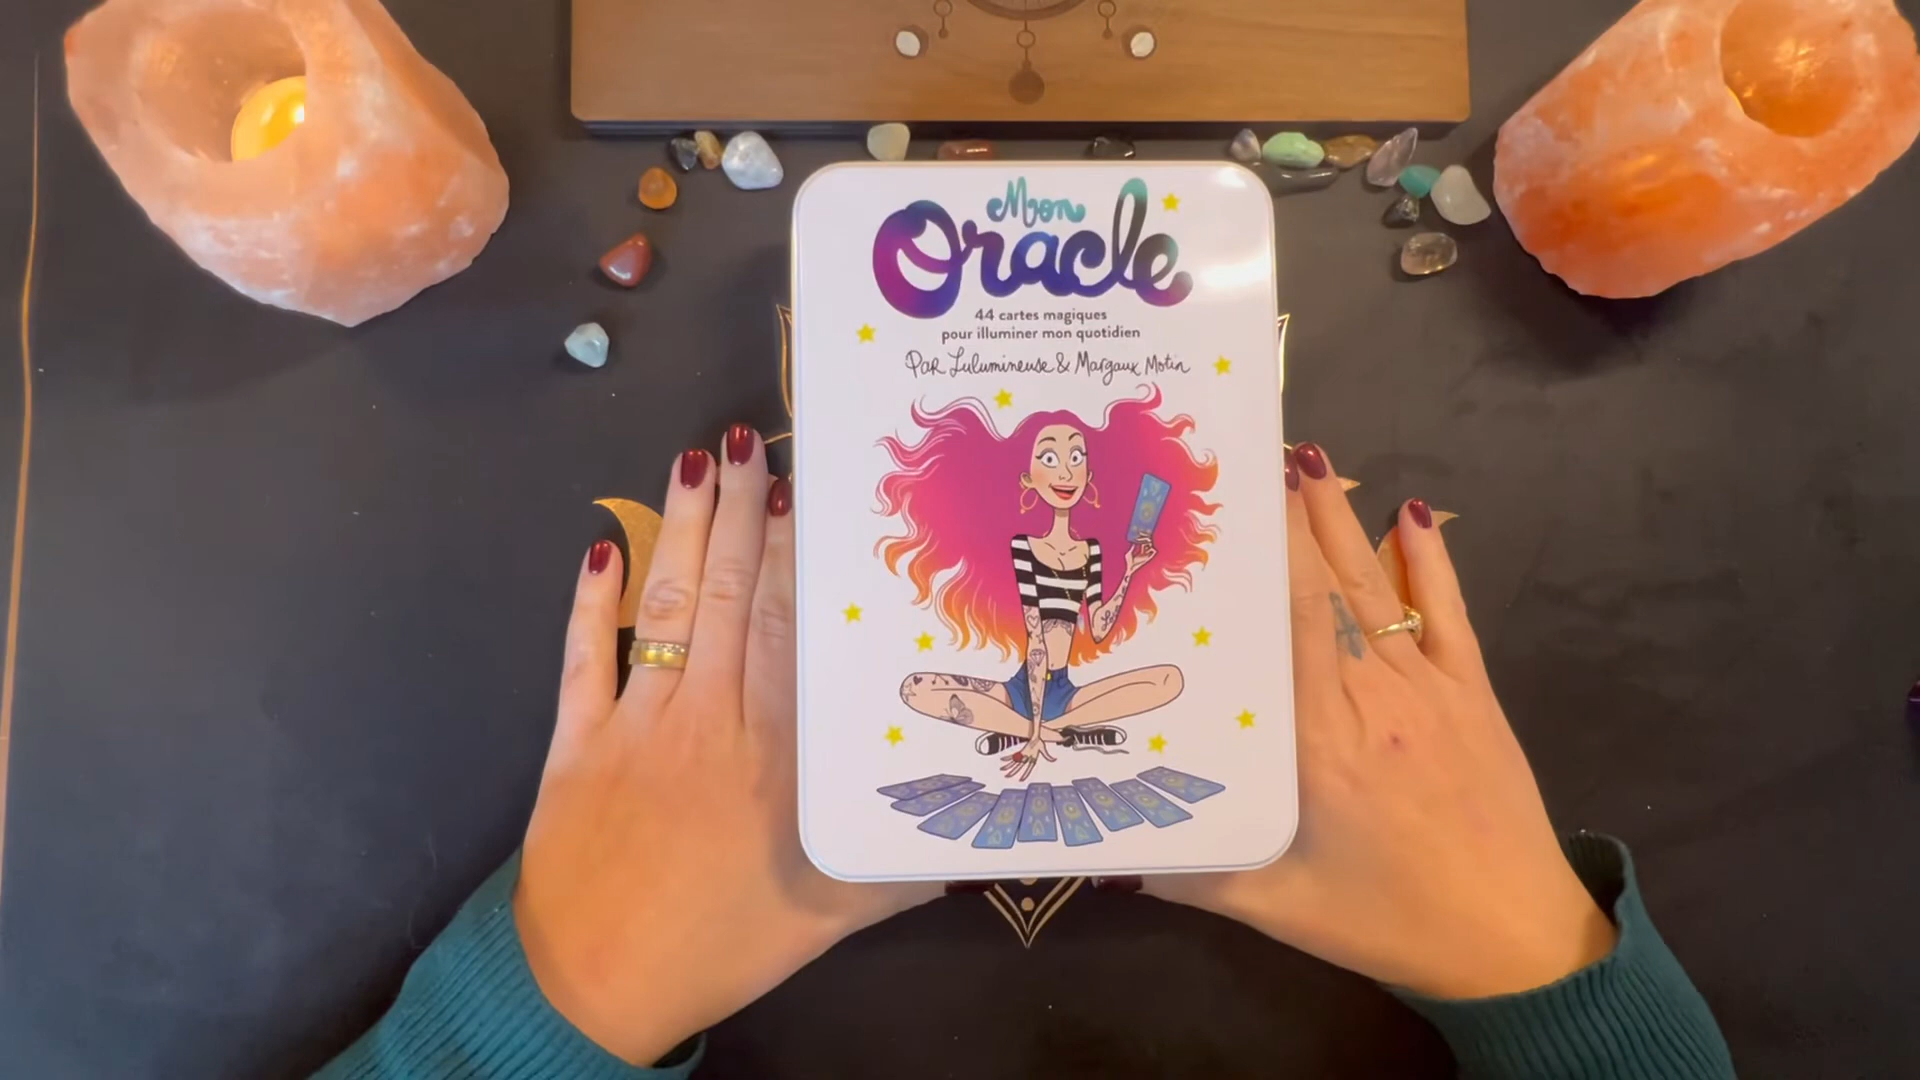 Mon
Oracle
44 cartes magiques
pour illuminer mon quotidien
Par Lulumineuse & Margaux Motin